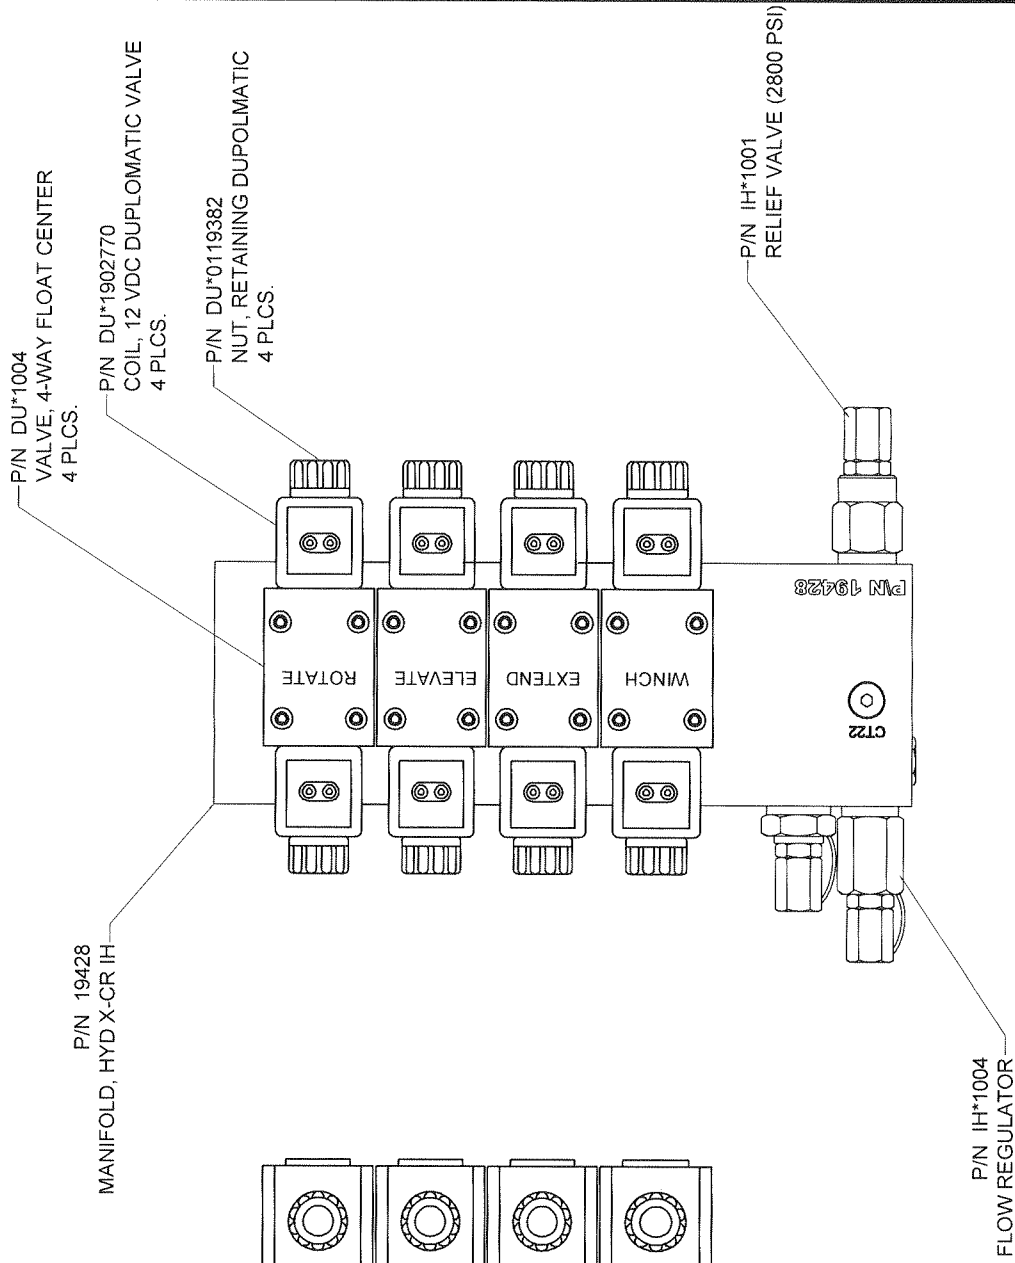 P/N DU*1004
VALVE, 4-WAY FLOAT CENTER
4 PLCS.
P/N DU*1902770
COIL, 12 VDC DUPLOMATIC VALVE
4 PLCS.
P/N DU*0119382
NUT, RETAINING DUPOLMATIC
4 PLCS.
P/N IH*1001
RELIEF VALVE (2800 PSI)
P/N 19428
MANIFOLD, HYD X-CR IH
ROTATE
ELEVATE
EXTEND
WINCH
P\N 19428
CT22
P/N IH*1004
FLOW REGULATOR